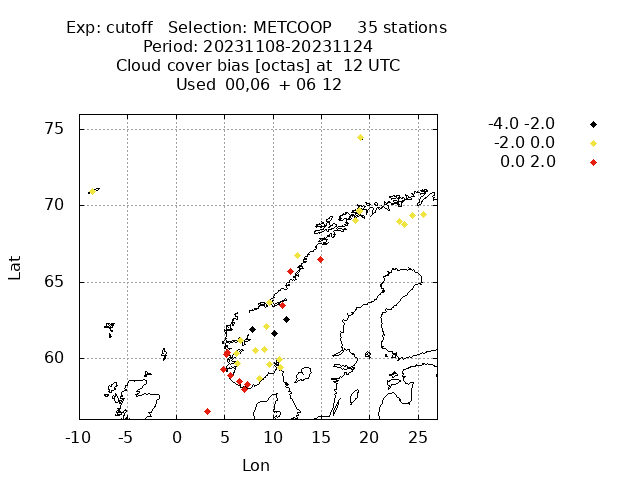 Exp: cutoff   Selection: METCOOP     35 stations
Period: 20231108-20231124
Cloud cover bias [octas] at  12 UTC
Used  00,06  + 06 12
-4.0 -2.0
-2.0 0.0
0.0 2.0
75
70
65
60
Lat
-10 -5 0 5 10 15 20 25
Lon